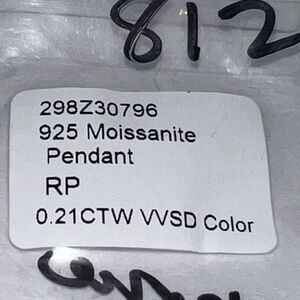 812
298Z30796
925 Moissanite
Pendant
RP
0.21CTW VVSD Color